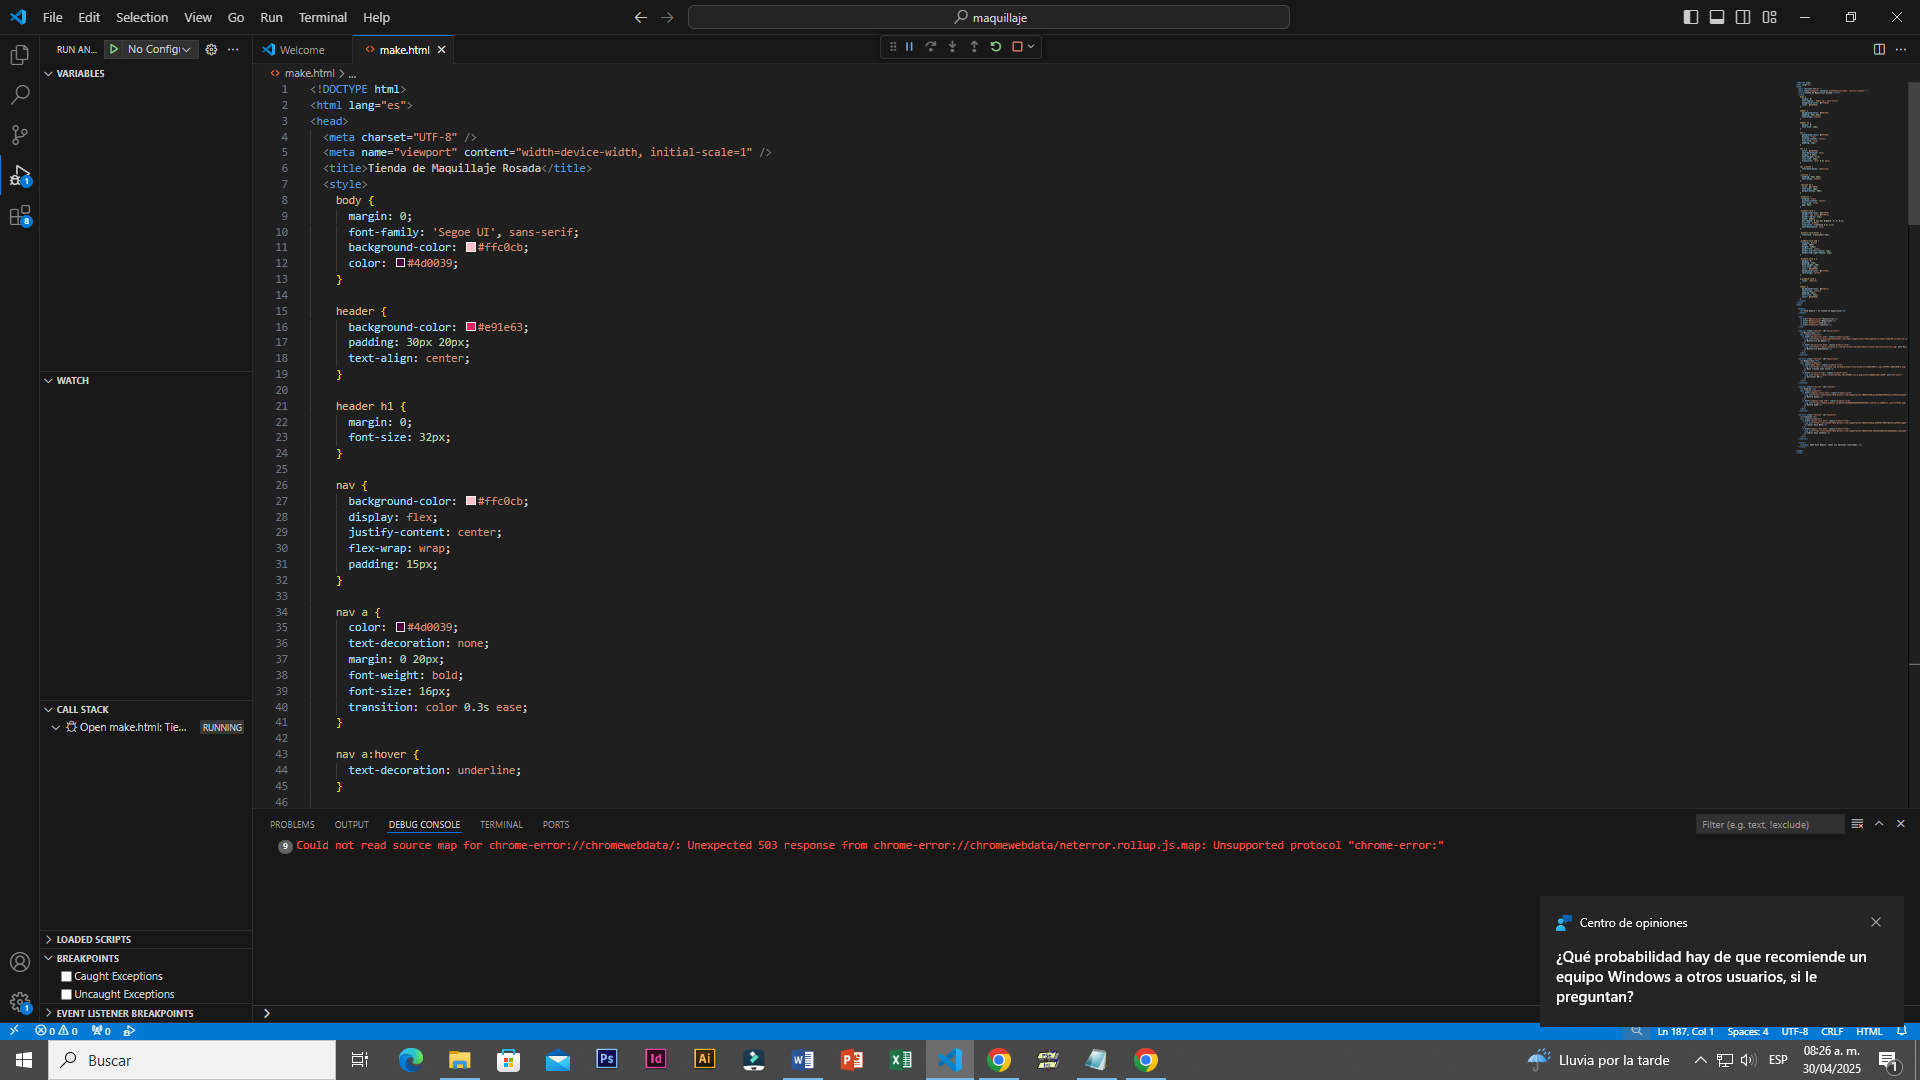 File Edit Selection View Go Run Terminal Help
maquillaje
RUN AN... No Configu
Welcome
make.html
make.html > ...
VARIABLES
WATCH
CALL STACK
Open make.html: Tie... RUNNING
LOADED SCRIPTS
BREAKPOINTS
Caught Exceptions
Uncaught Exceptions
EVENT LISTENER BREAKPOINTS
1
8
1
1 <!DOCTYPE html>
2 <html lang="es">
3 <head>
4 <meta charset="UTF-8" />
5 <meta name="viewport" content="width=device-width, initial-scale=1" />
6 <title>Tienda de Maquillaje Rosada</title>
7 <style>
8 body {
9 margin: 0;
10 font-family: 'Segoe UI', sans-serif;
11 background-color: #ffc0cb;
12 color: #4d0039;
13 }
14
15 header {
16 background-color: #e91e63;
17 padding: 30px 20px;
18 text-align: center;
19 }
20
21 header h1 {
22 margin: 0;
23 font-size: 32px;
24 }
25
26 nav {
27 background-color: #ffc0cb;
28 display: flex;
29 justify-content: center;
30 flex-wrap: wrap;
31 padding: 15px;
32 }
33
34 nav a {
35 color: #4d0039;
36 text-decoration: none;
37 margin: 0 20px;
38 font-weight: bold;
39 font-size: 16px;
40 transition: color 0.3s ease;
41 }
42
43 nav a:hover {
44 text-decoration: underline;
45 }
46
PROBLEMS OUTPUT DEBUG CONSOLE TERMINAL PORTS
Filter (e.g. text, !exclude)
9 Could not read source map for chrome-error://chromewebdata/: Unexpected 503 response from chrome-error://chromewebdata/neterror.rollup.js.map: Unsupported protocol "chrome-error:"
Centro de opiniones
¿Qué probabilidad hay de que recomiende un
equipo Windows a otros usuarios, si le
preguntan?
0 0 0
Ln 187, Col 1 Spaces: 4 UTF-8 CRLF HTML
Buscar
Ps Id Ai
Lluvia por la tarde
ESP
08:26 a. m.
30/04/2025
1